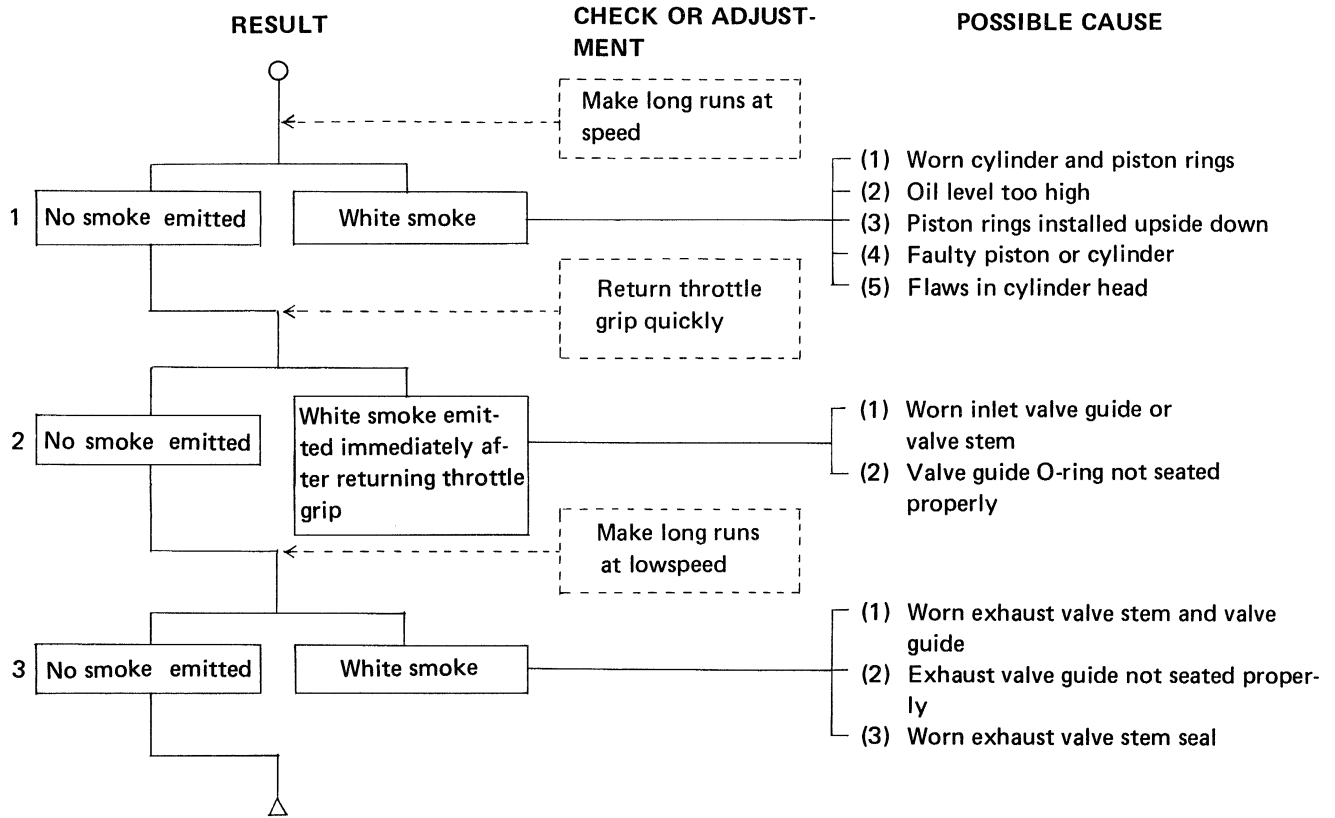 RESULT
CHECK OR ADJUST-
MENT
POSSIBLE CAUSE
Make long runs at
speed
1
No smoke emitted
White smoke
(1) Worn cylinder and piston rings
(2) Oil level too high
(3) Piston rings installed upside down
(4) Faulty piston or cylinder
(5) Flaws in cylinder head
Return throttle
grip quickly
2
No smoke emitted
White smoke emit-
ted immediately af-
ter returning throttle
grip
(1) Worn inlet valve guide or
valve stem
(2) Valve guide O-ring not seated
properly
Make long runs
at lowspeed
3
No smoke emitted
White smoke
(1) Worn exhaust valve stem and valve
guide
(2) Exhaust valve guide not seated proper-
ly
(3) Worn exhaust valve stem seal